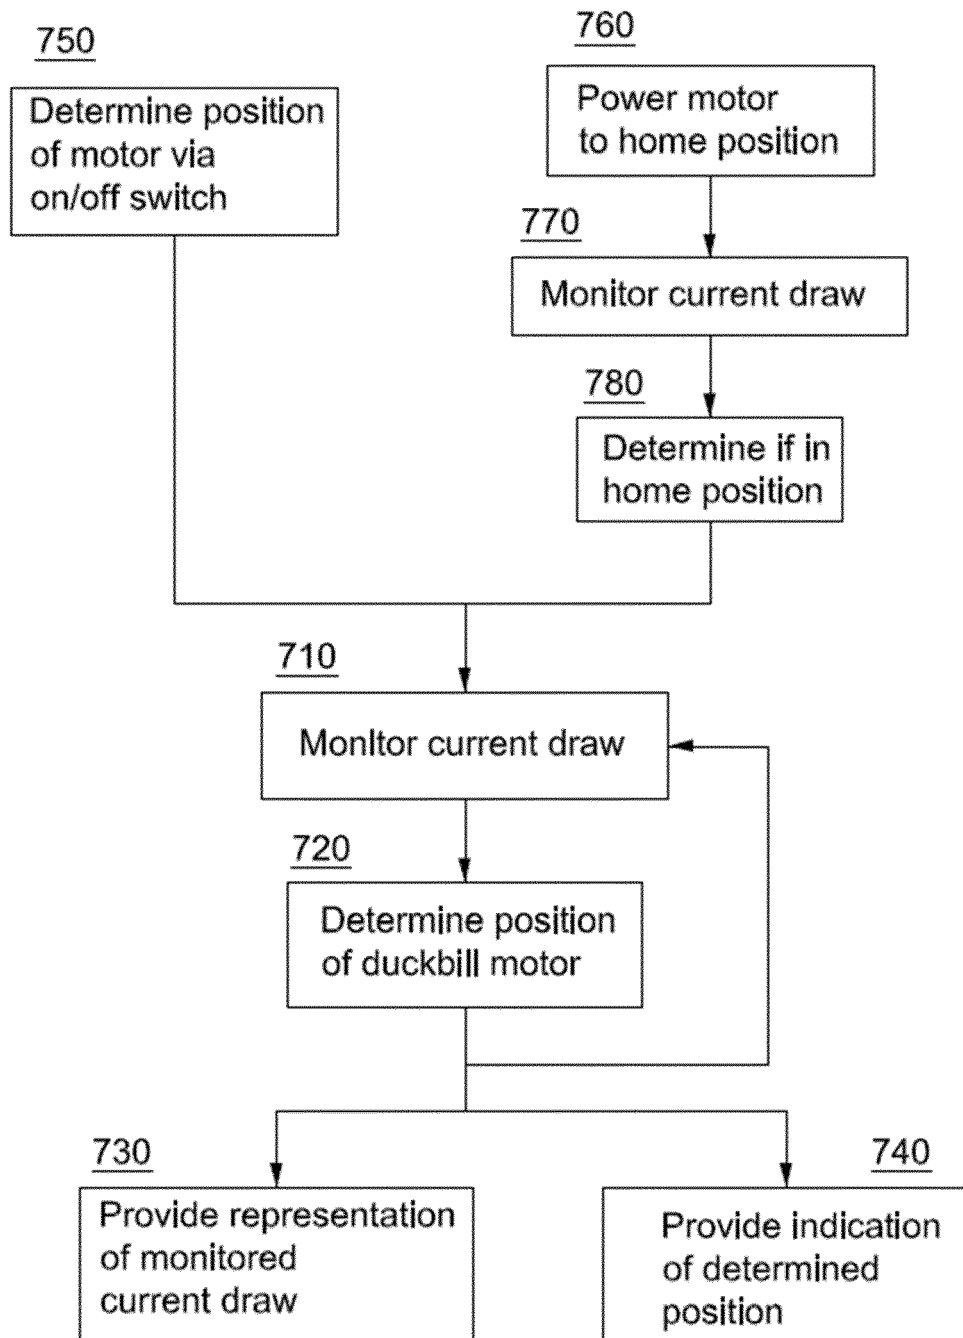 750
Determine position
of motor via
on/off switch
760
Power motor
to home position
770
Monitor current draw
780
Determine if in
home position
710
MonItor current draw
720
Determine position
of duckbill motor
730
Provide representation
of monitored
current draw
740
Provide indication
of determined
position